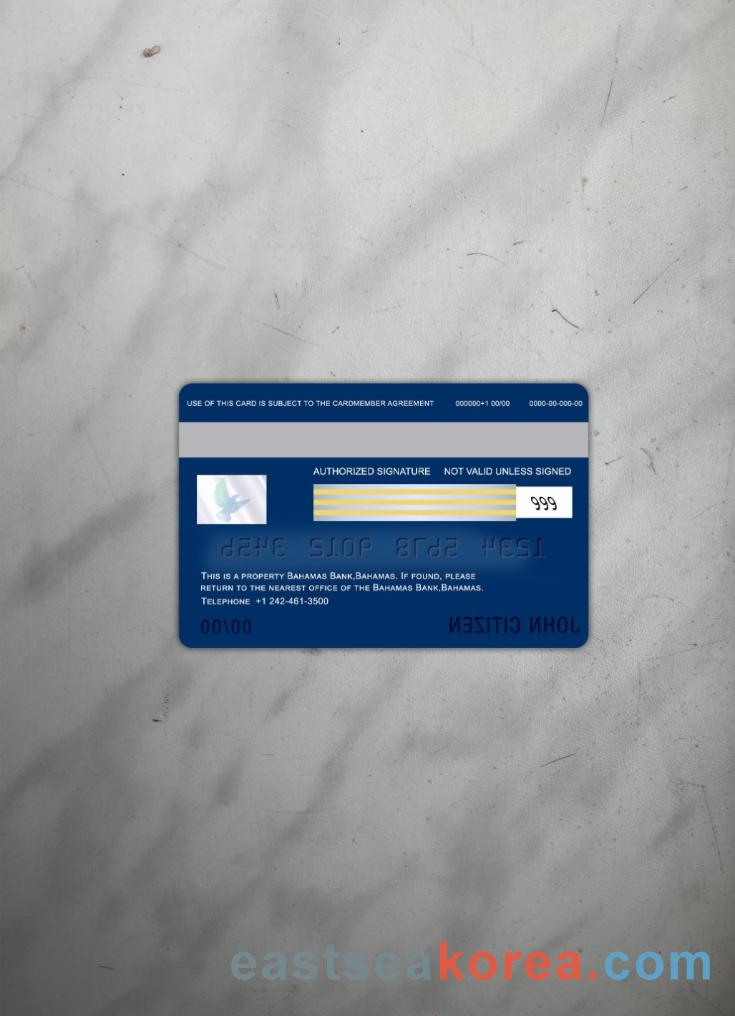 USE OF THIS CARD IS SUBJECT TO THE CARDMEMBER AGREEMENT 000000+1 00/00 0000-00-000-00
AUTHORIZED SIGNATURE NOT VALID UNLESS SIGNED
999
1234 5678 9012 3456
THIS IS A PROPERTY BAHAMAS BANK,BAHAMAS. IF FOUND, PLEASE
RETURN TO THE NEAREST OFFICE OF THE BAHAMAS BANK,BAHAMAS.
TELEPHONE +1 242-461-3500
JOHN CITIZEN 00/00
eastseakorea.com